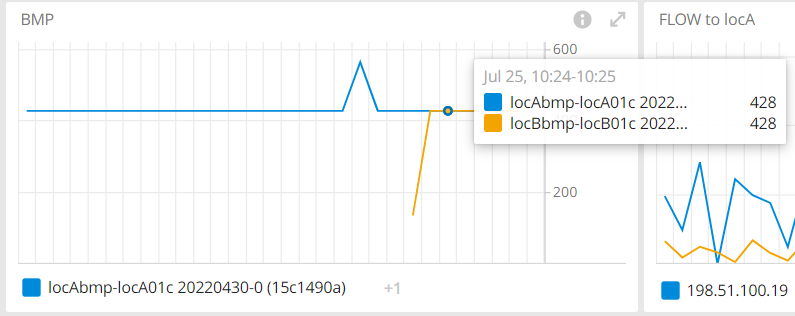 BMP
FLOW to locA
600
Jul 25, 10:24-10:25
locAbmp-locA01c 2022... 428
locBbmp-locB01c 2022... 428
200
locAbmp-locA01c 20220430-0 (15c1490a) +1
198.51.100.19